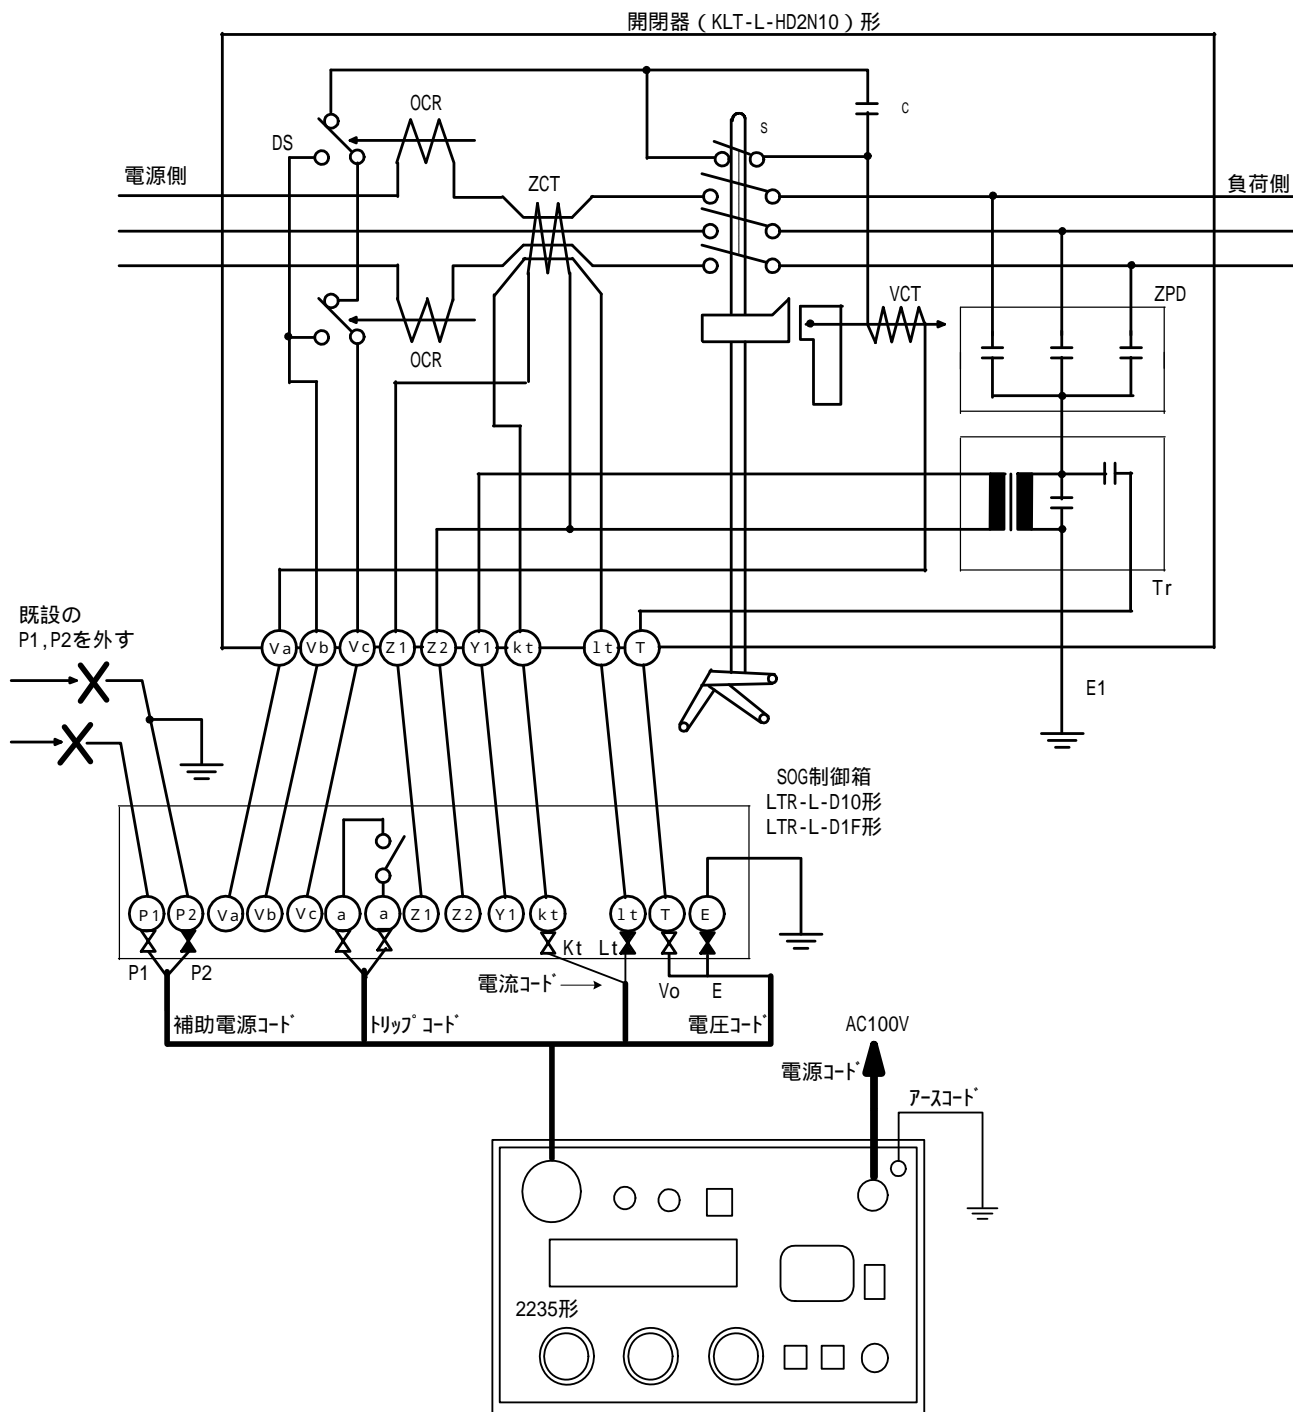 開閉器(KLT-L-HD2N10)形
OCR
C
DS
S
電源側
ZCT
負荷側
VCT
ZPD
OCR
Tr
既設の
P1,P2を外す
Va Vb Vc Z1 Z2 Y1 kt lt T
E1
SOG制御箱
LTR-L-D10形
LTR-L-D1F形
P1 P2 Va Vb Vc a a Z1 Z2 Y1 kt lt T E
Kt Lt
P1 P2
電流コード
Vo E
補助電源コード
トリップコード
電圧コード
AC100V
電源コード
アースコード
2235形